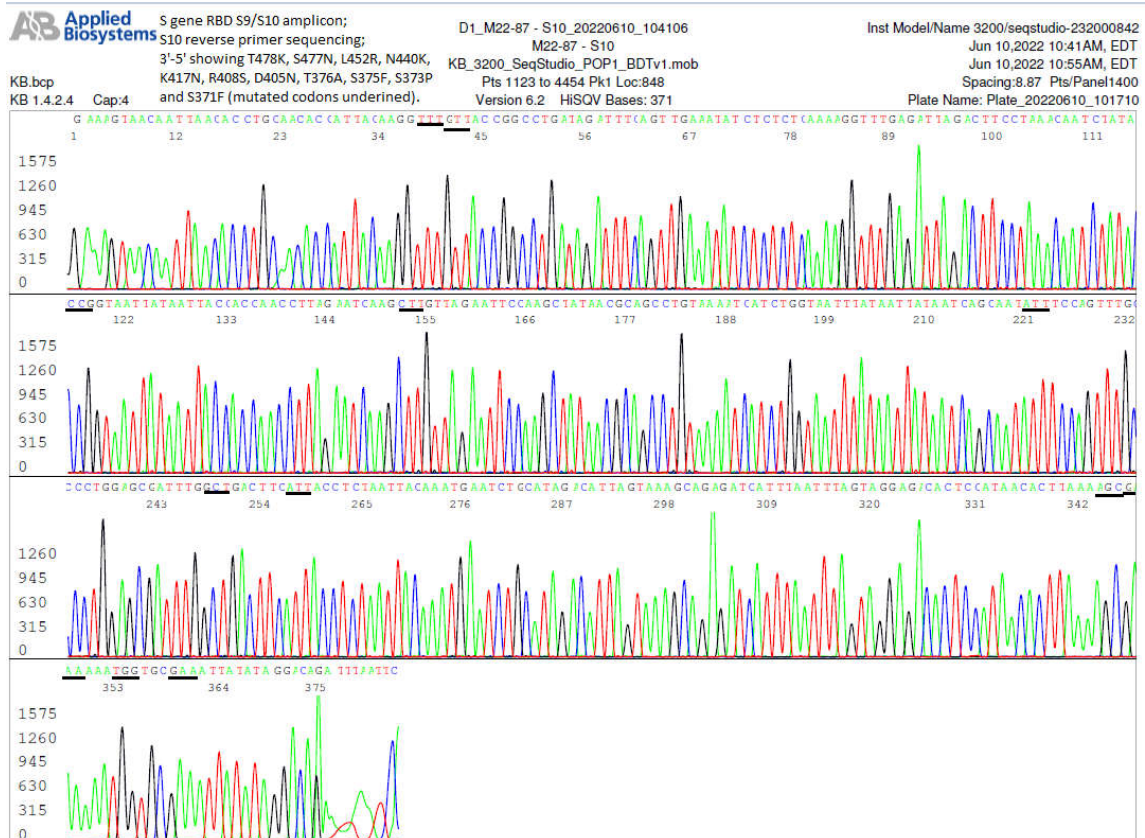 AB Applied Biosystems
S gene RBD S9/S10 amplicon;
S10 reverse primer sequencing;
3'-5' showing T478K, S477N, L452R, N440K,
K417N, R408S, D405N, T376A, S375F, S373P
and S371F (mutated codons underined).
KB.bcp
KB 1.4.2.4 Cap:4
D1_M22-87 - S10_20220610_104106
M22-87 - S10
KB_3200_SeqStudio_POP1_BDTv1.mob
Pts 1123 to 4454 Pk1 Loc:848
Version 6.2 HiSQV Bases: 371
Inst Model/Name 3200/seqstudio-232000842
Jun 10,2022 10:41AM, EDT
Jun 10,2022 10:55AM, EDT
Spacing:8.87 Pts/Panel1400
Plate Name: Plate_20220610_101710
G AAAGTAACAATTAACACCTGCAACACCATTACAAGGTTTGTTACCGGCCTGATAGATTTCAGTTGAAATATCTCTCTCAAAAGGTTTGAGATTAGACTTCCTAAACAATCTATA
1 12 23 34 45 56 67 78 89 100 111
1575
1260
945
630
315
0
CCGGTAATTATAATTACCACCAACCTTAGAATCAAGCTTGTTAGAATTCCAAGCTATAACGCAGCCTGTAAAATCATCTGGTAATTTATAATTATAATCAGCAATATTTCCAGTTTGC
122 133 144 155 166 177 188 199 210 221 232
1575
1260
945
630
315
0
CCCTGGAGCGATTTGGCTGACTTCATTACCTCTAATTACAAATGAATCTGCATAGACATTAGTAAAGCAGAGATCATTTAATTTAGTAGGAGACACTCCATAACACTTAAAAGCGA
243 254 265 276 287 298 309 320 331 342
1260
945
630
315
0
AAAAATGGTGCGAAATTATATAGGACAGA TTTAATTC
353 364 375
1575
1260
945
630
315
0